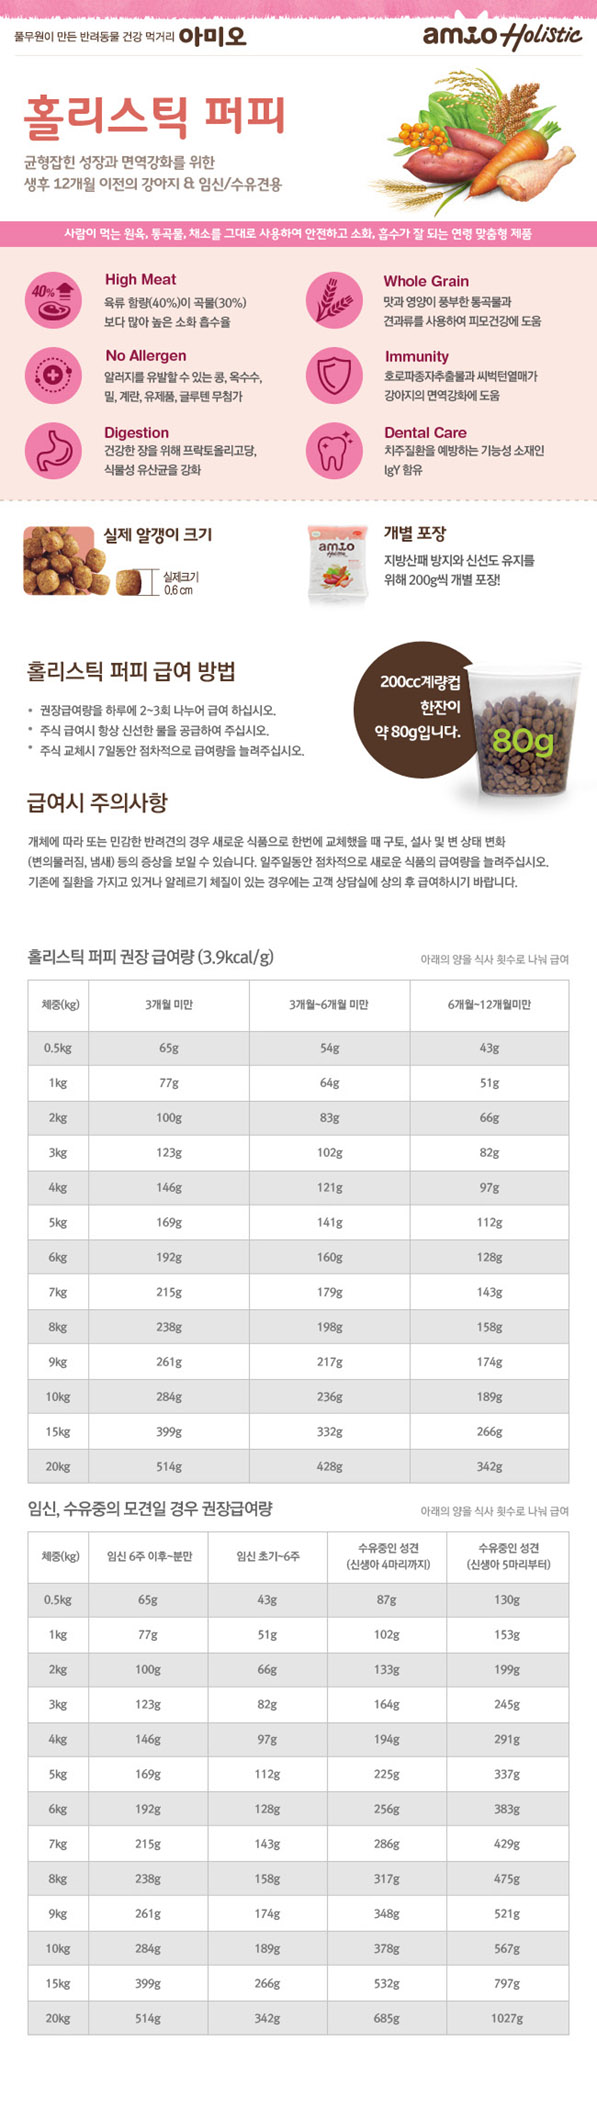 풀무원이 만든 반려동물 건강 먹거리 아미오
amio Holistic
홀리스틱 퍼피
균형잡힌 성장과 면역강화를 위한
생후 12개월 이전의 강아지 & 임신/수유견용
사람이 먹는 원육, 통곡물, 채소를 그대로 사용하여 안전하고 소화, 흡수가 잘 되는 연령 맞춤형 제품
40%
High Meat
육류 함량(40%)이 곡물(30%)
보다 많아 높은 소화 흡수율
Whole Grain
맛과 영양이 풍부한 통곡물과
견과류를 사용하여 피모건강에 도움
No Allergen
알러지를 유발할 수 있는 콩, 옥수수,
밀, 계란, 유제품, 글루텐 무첨가
Immunity
호로파종자추출물과 씨벅턴열매가
강아지의 면역강화에 도움
Digestion
건강한 장을 위해 프락토올리고당,
식물성 유산균을 강화
Dental Care
치주질환을 예방하는 기능성 소재인
IgY 함유
실제 알갱이 크기
실제크기
0.6 cm
amio
Holistic
개별 포장
지방산패 방지와 신선도 유지를
위해 200g씩 개별 포장!
홀리스틱 퍼피 급여 방법
• 권장급여량을 하루에 2~3회 나누어 급여 하십시오.
• 주식 급여시 항상 신선한 물을 공급하여 주십시오.
• 주식 교체시 7일동안 점차적으로 급여량을 늘려주십시오.
200cc계량컵
한잔이
약 80g입니다.
80g
급여시 주의사항
개체에 따라 또는 민감한 반려견의 경우 새로운 식품으로 한번에 교체했을 때 구토, 설사 및 변 상태 변화
(변의물러짐, 냄새) 등의 증상을 보일 수 있습니다. 일주일동안 점차적으로 새로운 식품의 급여량을 늘려주십시오.
기존에 질환을 가지고 있거나 알레르기 체질이 있는 경우에는 고객 상담실에 상의 후 급여하시기 바랍니다.
홀리스틱 퍼피 권장 급여량 (3.9kcal/g)
아래의 양을 식사 횟수로 나눠 급여
체중(kg) 3개월 미만 3개월~6개월 미만 6개월~12개월미만
0.5kg 65g 54g 43g
1kg 77g 64g 51g
2kg 100g 83g 66g
3kg 123g 102g 82g
4kg 146g 121g 97g
5kg 169g 141g 112g
6kg 192g 160g 128g
7kg 215g 179g 143g
8kg 238g 198g 158g
9kg 261g 217g 174g
10kg 284g 236g 189g
15kg 399g 332g 266g
20kg 514g 428g 342g
임신, 수유중의 모견일 경우 권장급여량
아래의 양을 식사 횟수로 나눠 급여
체중(kg) 임신 6주 이후~분만 임신 초기~6주 수유중인 성견 수유중인 성견
(신생아 4마리까지) (신생아 5마리부터)
0.5kg 65g 43g 87g 130g
1kg 77g 51g 102g 153g
2kg 100g 66g 133g 199g
3kg 123g 82g 164g 245g
4kg 146g 97g 194g 291g
5kg 169g 112g 225g 337g
6kg 192g 128g 256g 383g
7kg 215g 143g 286g 429g
8kg 238g 158g 317g 475g
9kg 261g 174g 348g 521g
10kg 284g 189g 378g 567g
15kg 399g 266g 532g 797g
20kg 514g 342g 685g 1027g